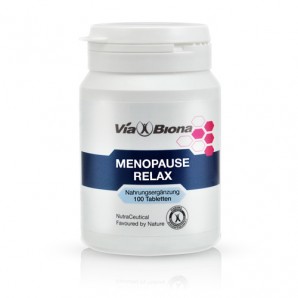 Via Biona
MENOPAUSE
RELAX
Nahrungsergänzung
100 Tabletten
NutraCeutical
Favoured by Nature